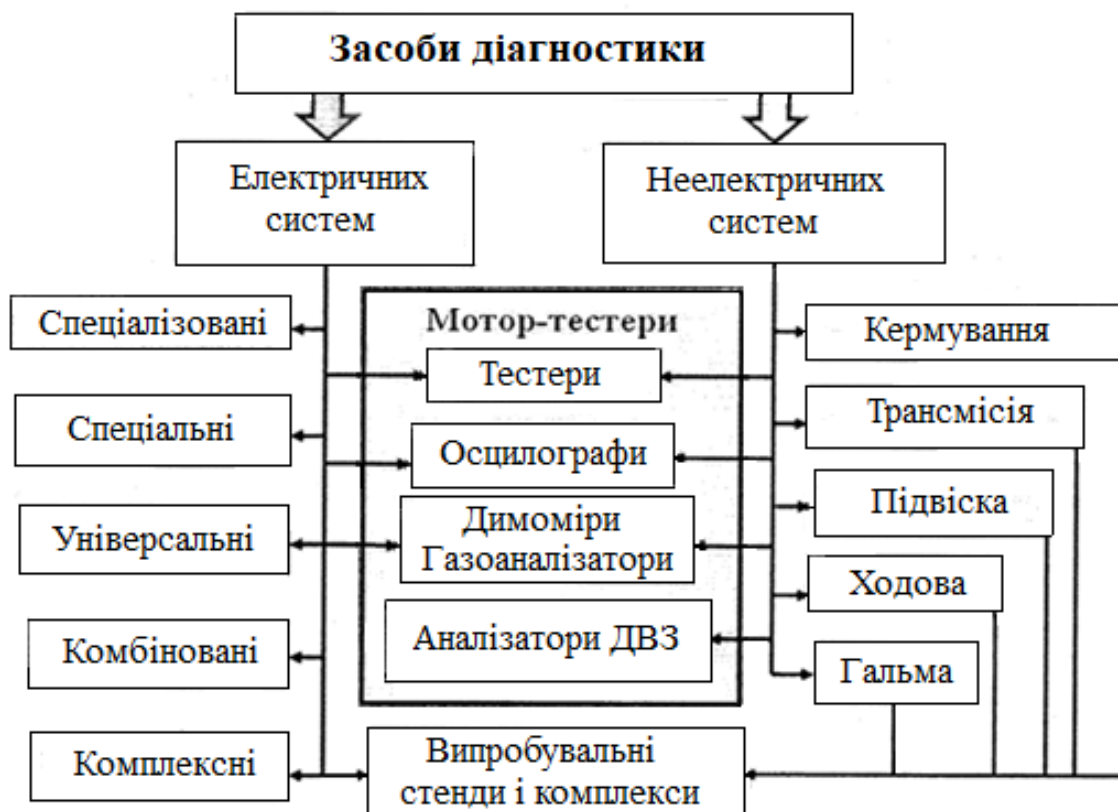 Засоби діагностики
Електричних
систем
Неелектричних
систем
Спеціалізовані
Спеціальні
Універсальні
Комбіновані
Комплексні
Мотор-тестери
Тестери
Осцилографи
Димоміри
Газоаналізатори
Аналізатори ДВЗ
Випробувальні
стенди і комплекси
Кермування
Трансмісія
Підвіска
Ходова
Гальма